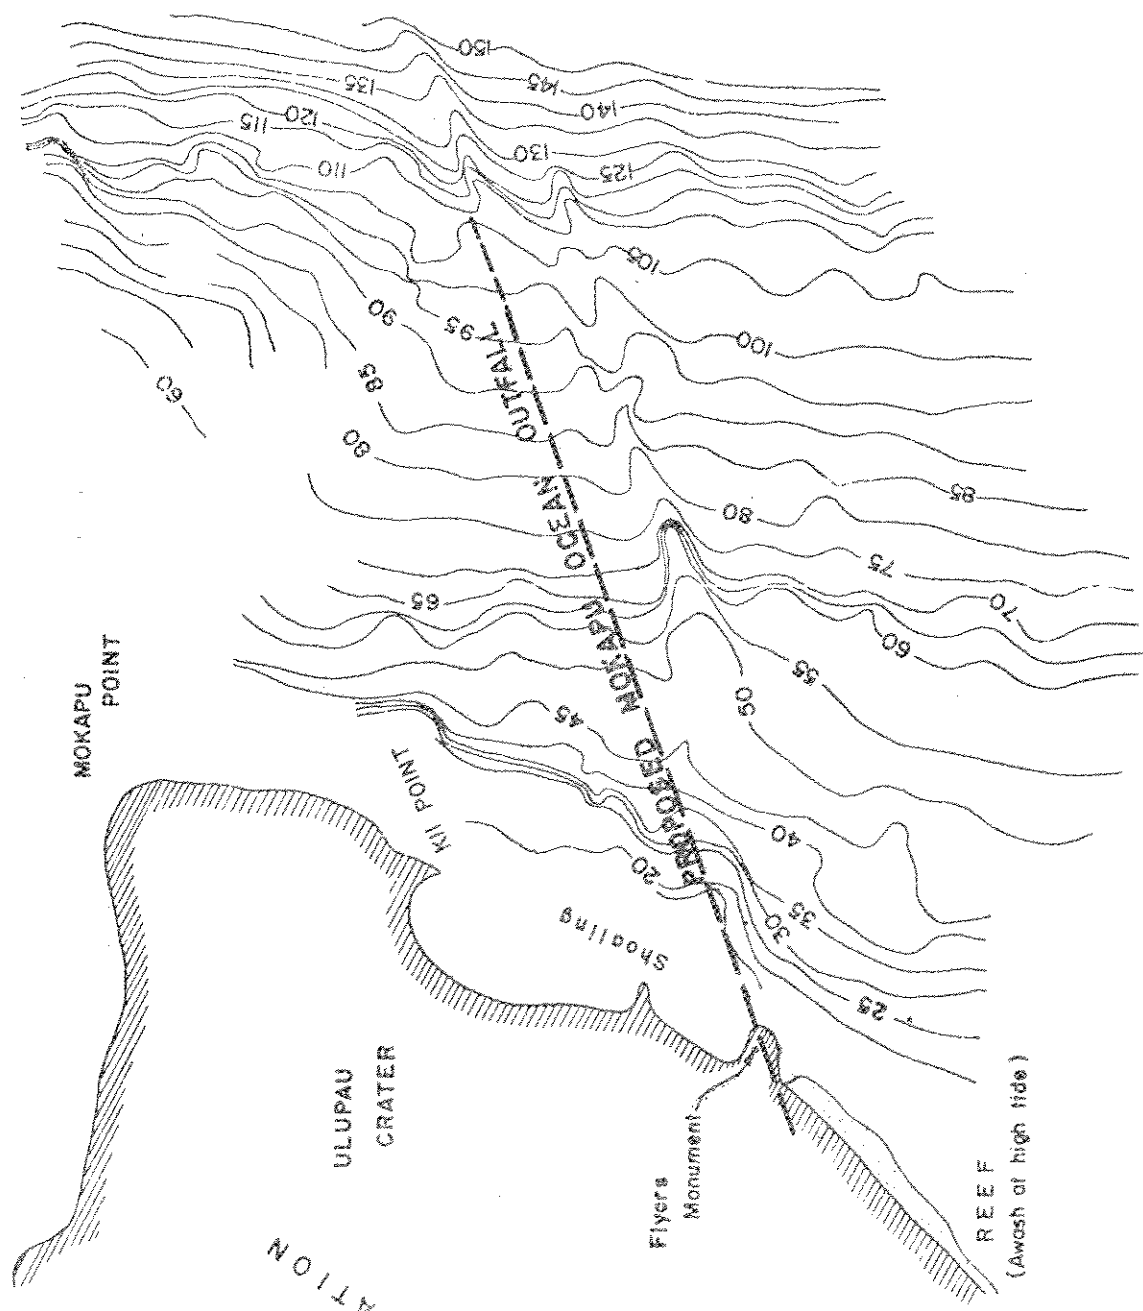 MOKAPU
POINT
ULUPAU
CRATER
KII POINT
Shoaling
Flyers
Monument
REEF
(Awash at high tide)
ATION
PROPOSED MOKAPU OCEAN OUTFALL
150
145
140
135
130
125
120
115
110
105
100
95
90
85
80
60
85
80
75
70
65
60
55
50
45
40
35
30
25
20